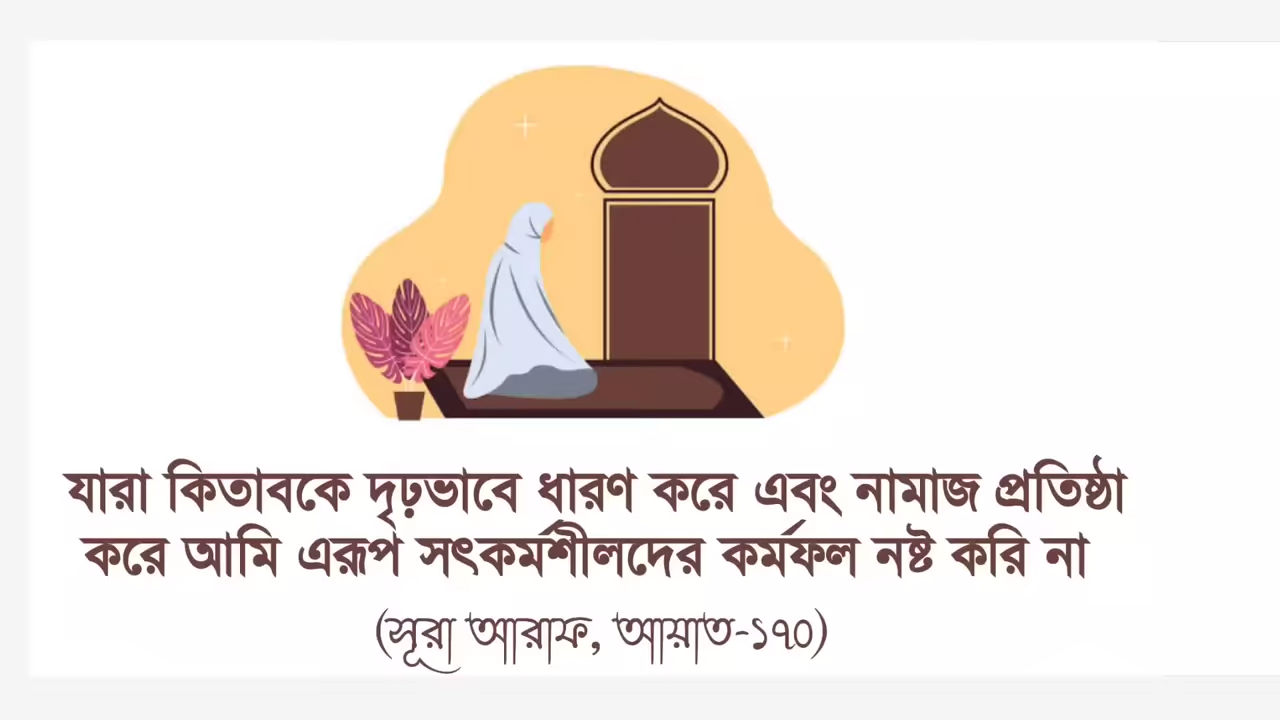 যারা কিতাবকে দৃঢ়ভাবে ধারণ করে এবং নামাজ প্রতিষ্ঠা
করে আমি এরূপ সৎকর্মশীলদের কর্মফল নষ্ট করি না
(সূরা আরাফ, আয়াত-১৭০)